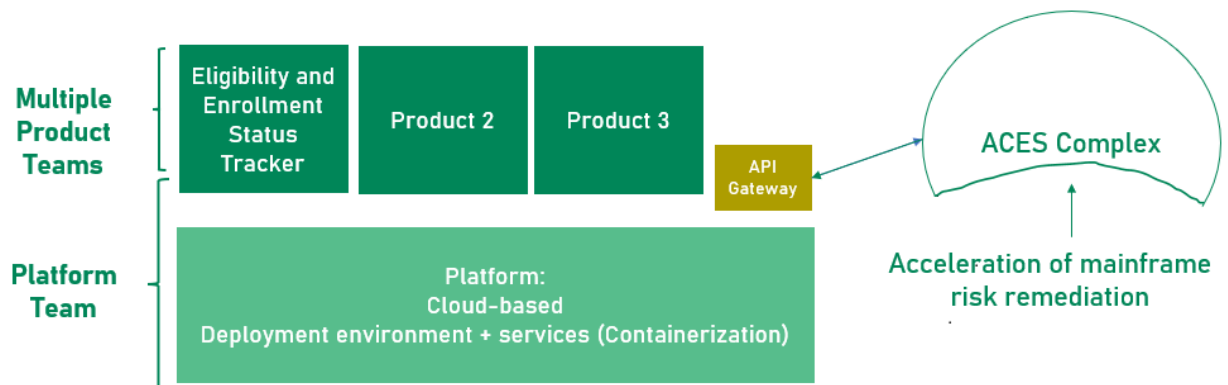 Multiple
Product
Teams
Eligibility and
Enrollment
Status
Tracker
Product 2
Product 3
API
Gateway
ACES Complex
Acceleration of mainframe
risk remediation
Platform
Team
Platform:
Cloud-based
Deployment environment + services (Containerization)